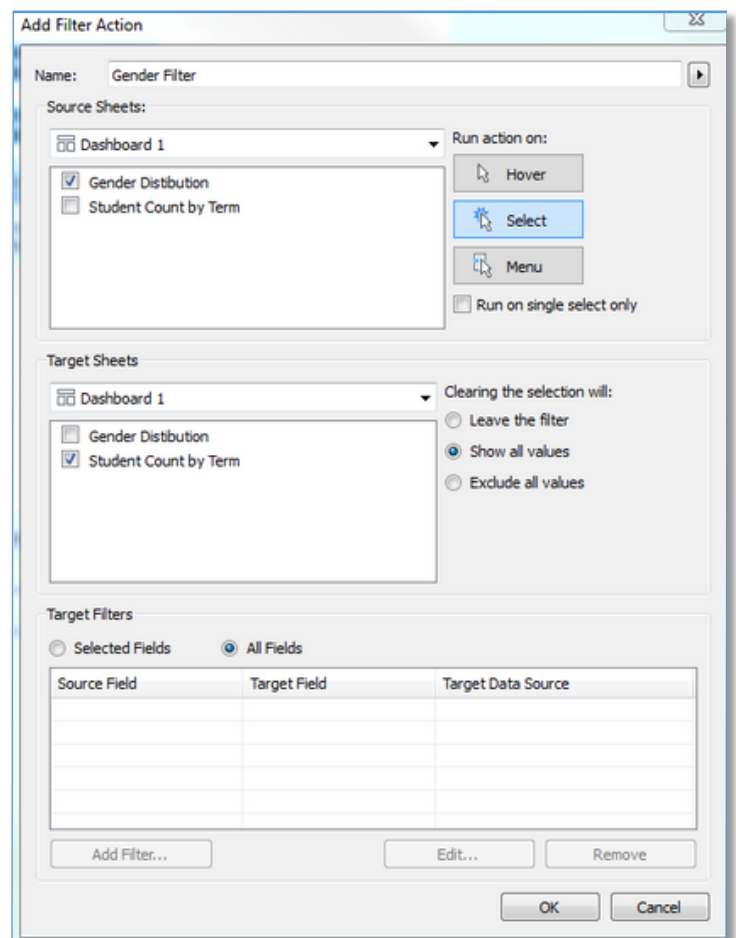 Add Filter Action
Name: Gender Filter
Source Sheets:
Dashboard 1
Gender Distibution
Student Count by Term
Run action on:
Hover
Select
Menu
Run on single select only
Target Sheets
Dashboard 1
Gender Distibution
Student Count by Term
Clearing the selection will:
Leave the filter
Show all values
Exclude all values
Target Filters
Selected Fields All Fields
Source Field Target Field Target Data Source
Add Filter... Edit... Remove
OK Cancel